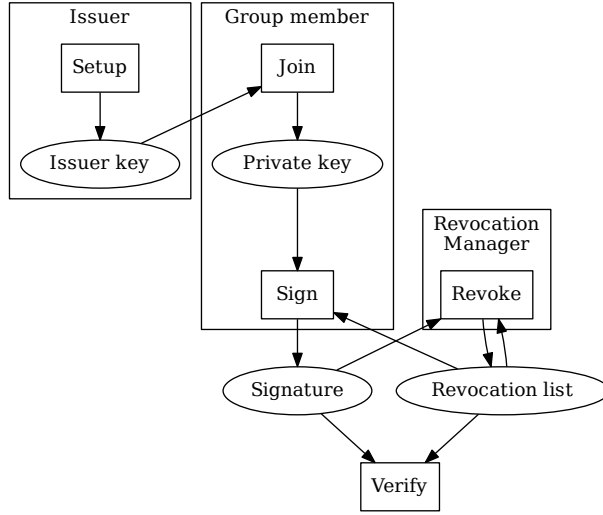 Issuer
Group member
Setup
Join
Issuer key
Private key
Revocation
Manager
Sign
Revoke
Signature
Revocation list
Verify